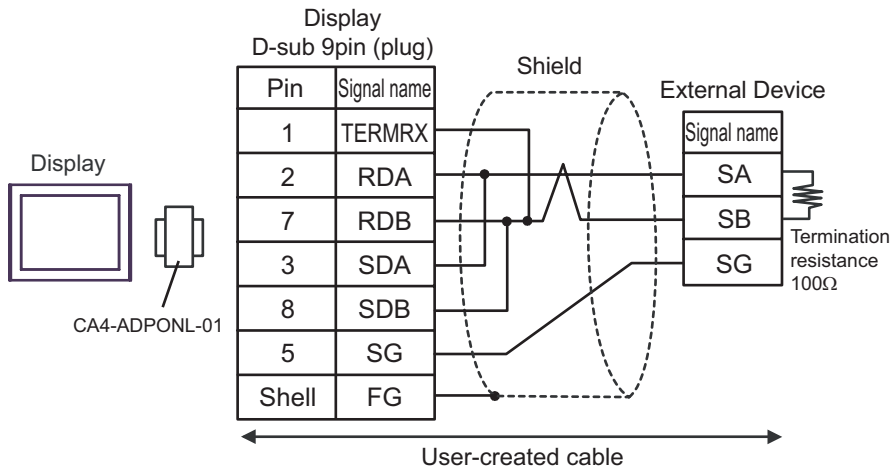 Display
D-sub 9pin (plug)
Shield
External Device
Pin Signal name
1 TERMRX
2 RDA
7 RDB
3 SDA
8 SDB
5 SG
Shell FG
Signal name
SA
SB
SG
Termination
resistance
100Ω
Display
CA4-ADPONL-01
User-created cable